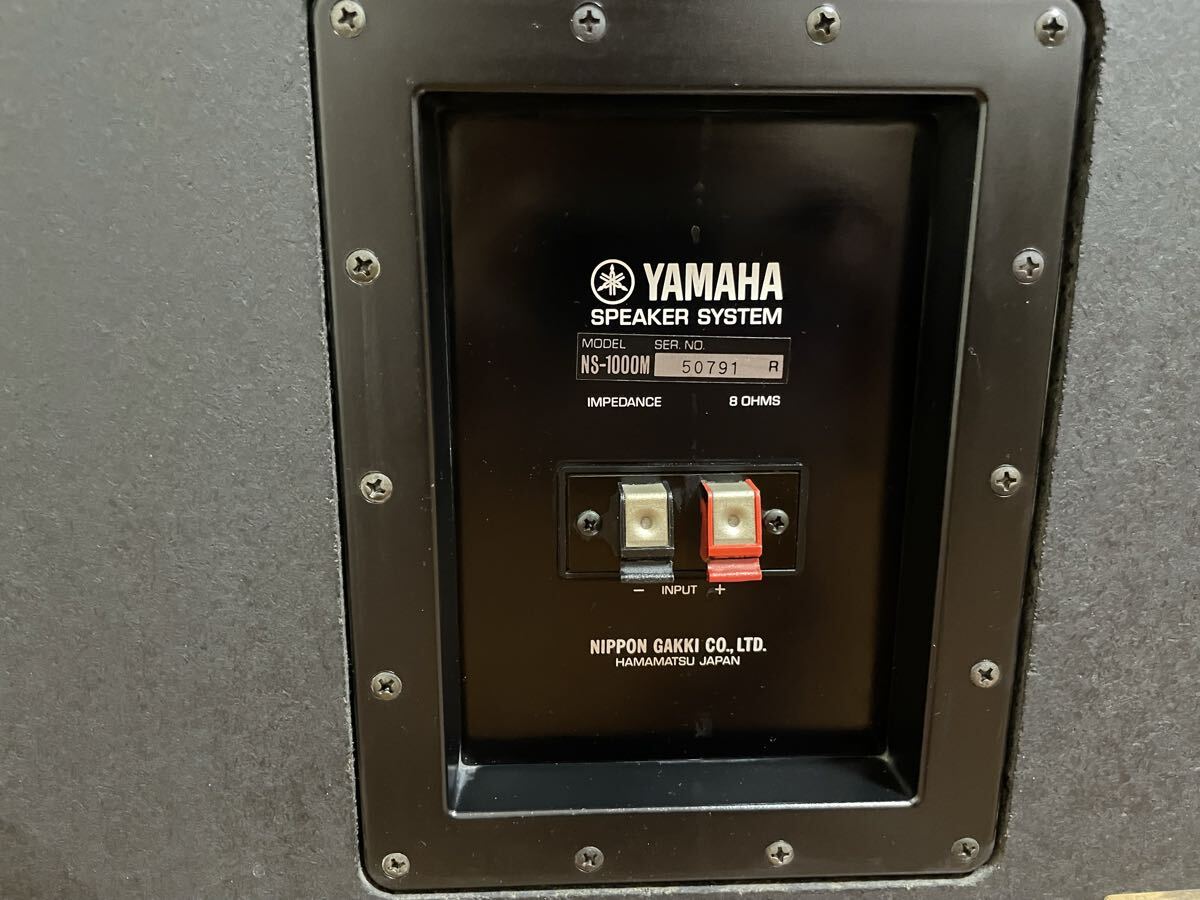 YAMAHA
SPEAKER SYSTEM
MODEL SER. NO.
NS-1000M 50791 R
IMPEDANCE 8 OHMS
− INPUT +
NIPPON GAKKI CO., LTD.
HAMAMATSU JAPAN